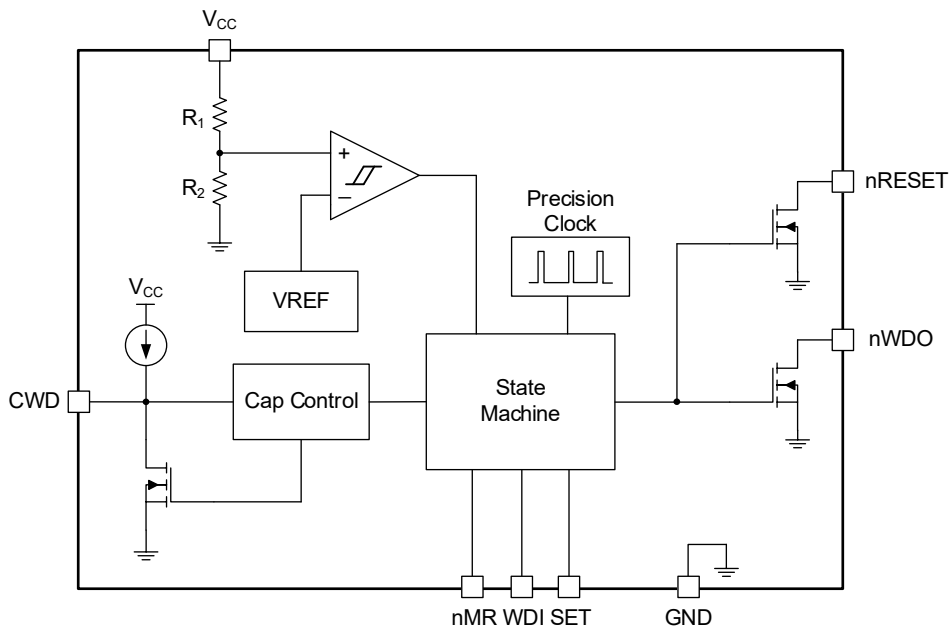 VCC
R1
R2
+
−
VREF
Precision
Clock
nRESET
VCC
CWD
Cap Control
State
Machine
nWDO
nMR WDI SET
GND